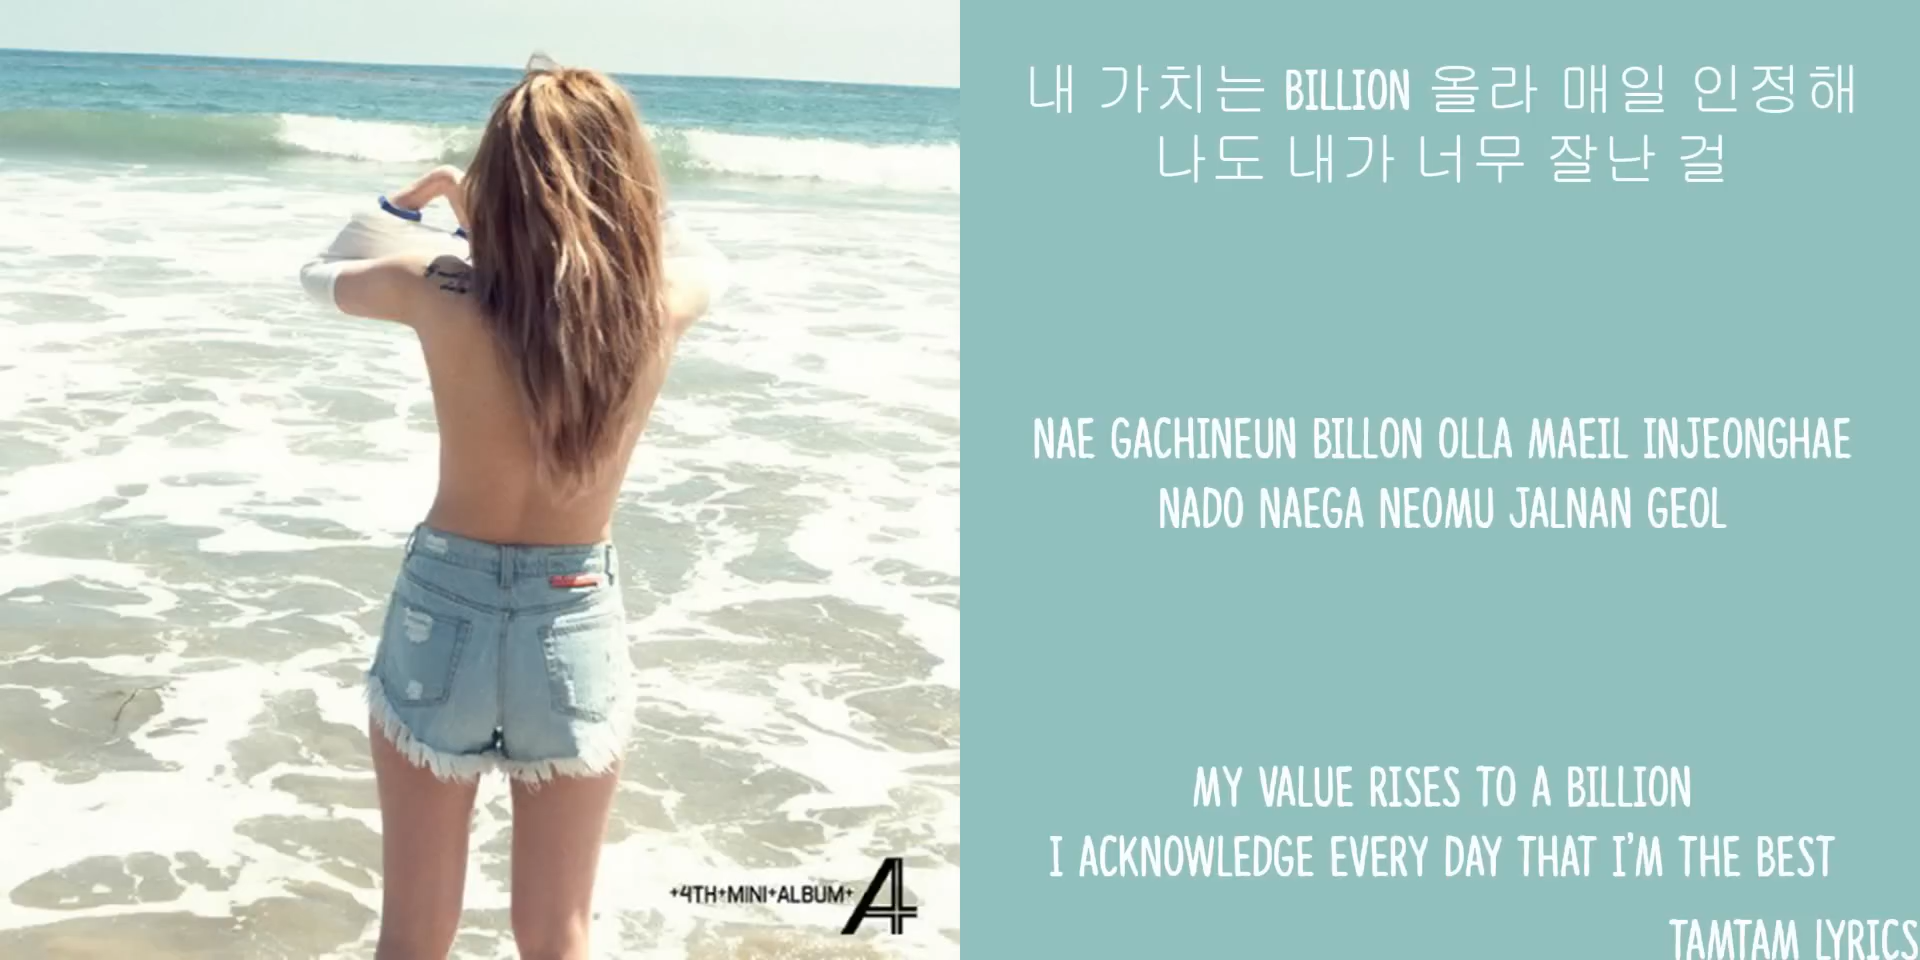 +4TH+MINI+ALBUM+ A
내 가치는 BILLION 올라 매일 인정해
나도 내가 너무 잘난 걸
NAE GACHINEUN BILLON OLLA MAEIL INJEONGHAE
NADO NAEGA NEOMU JALNAN GEOL
MY VALUE RISES TO A BILLION
I ACKNOWLEDGE EVERY DAY THAT I'M THE BEST
TAMTAM LYRICS